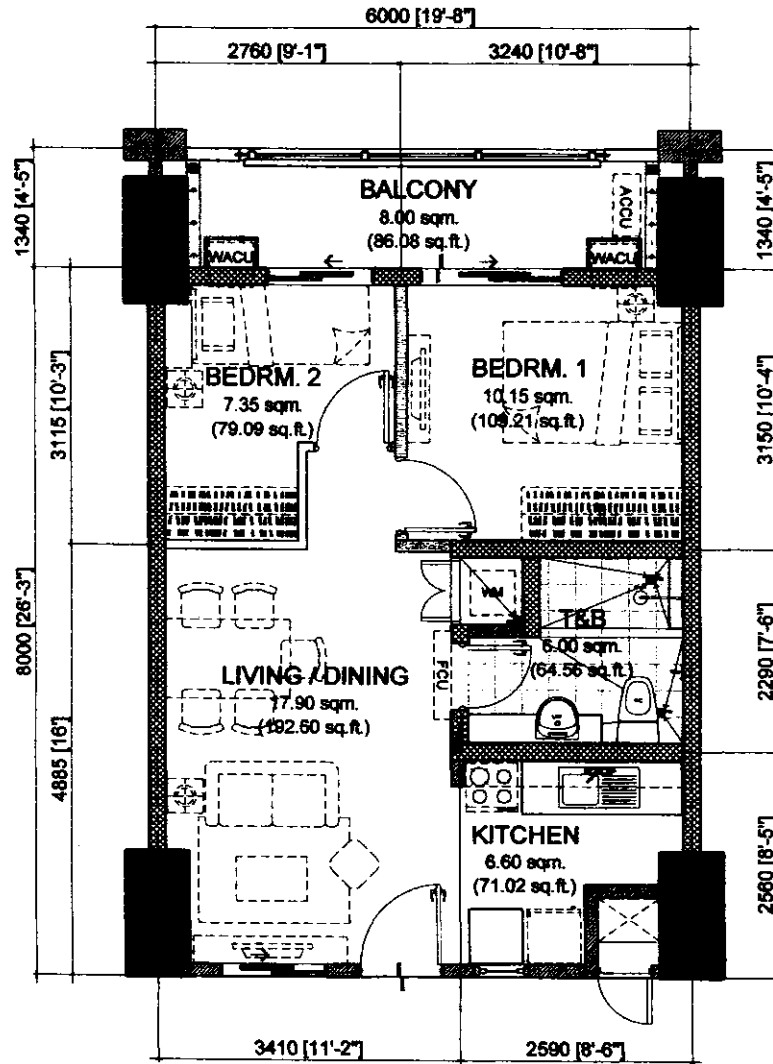 6000 [19'-8"]
2760 [9'-1"]
3240 [10'-8"]
1340 [4'-5"]
1340 [4'-5"]
BALCONY
8.00 sqm.
(86.08 sq.ft.)
ACCU
WACU
WACU
3115 [10'-3"]
3150 [10'-4"]
BEDRM. 2
7.35 sqm.
(79.09 sq.ft.)
BEDRM. 1
10.15 sqm.
(109.21 sq.ft.)
8000 [26'-3"]
WM
T&B
6.00 sqm.
(64.56 sq.ft.)
2290 [7'-6"]
FCU
LIVING / DINING
17.90 sqm.
(192.60 sq.ft.)
4885 [16']
KITCHEN
6.60 sqm.
(71.02 sq.ft.)
2560 [8'-5"]
3410 [11'-2"]
2590 [8'-6"]